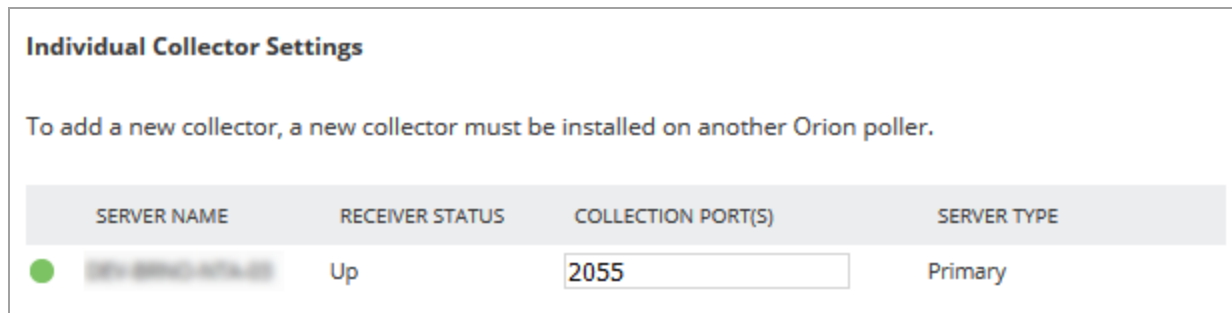 Individual Collector Settings
To add a new collector, a new collector must be installed on another Orion poller.
SERVER NAME RECEIVER STATUS COLLECTION PORT(S) SERVER TYPE
Up 2055 Primary